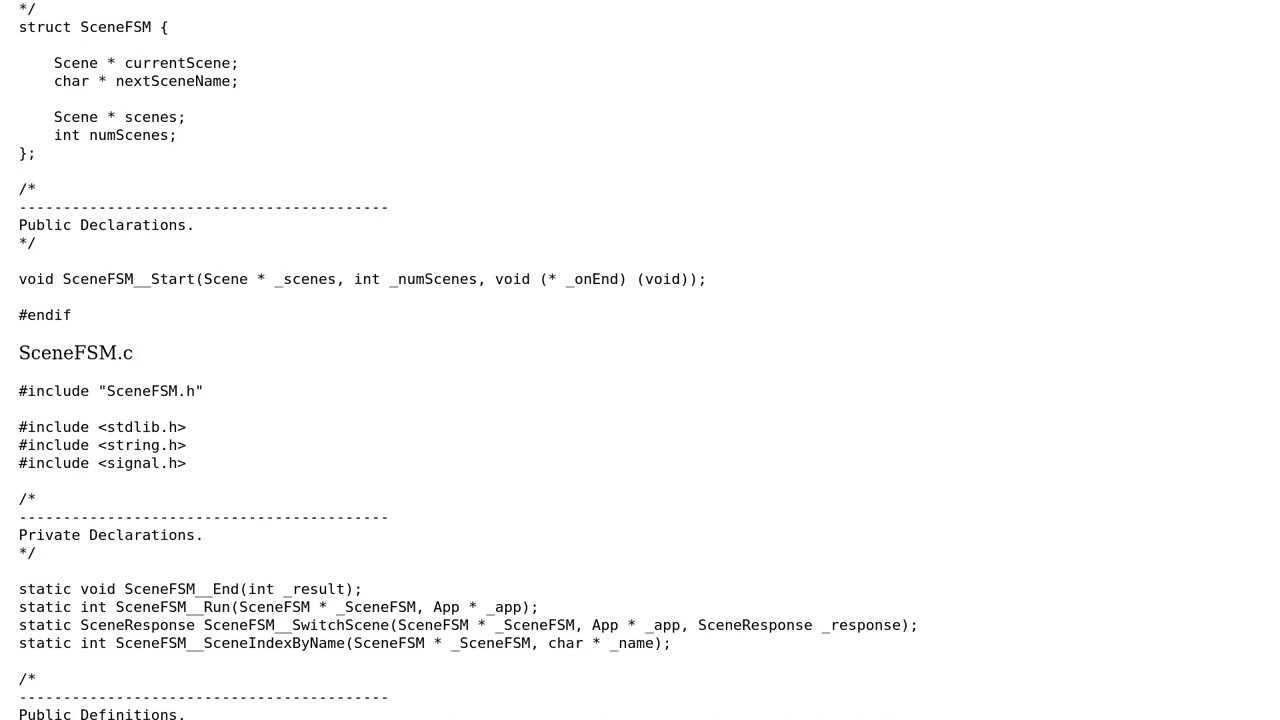 */
struct SceneFSM {
Scene * currentScene;
char * nextSceneName;
Scene * scenes;
int numScenes;
};
/*
------------------------------------------
Public Declarations.
*/
void SceneFSM__Start(Scene * _scenes, int _numScenes, void (* _onEnd) (void));
#endif
SceneFSM.c
#include "SceneFSM.h"
#include <stdlib.h>
#include <string.h>
#include <signal.h>
/*
------------------------------------------
Private Declarations.
*/
static void SceneFSM__End(int _result);
static int SceneFSM__Run(SceneFSM * _SceneFSM, App * _app);
static SceneResponse SceneFSM__SwitchScene(SceneFSM * _SceneFSM, App * _app, SceneResponse _response);
static int SceneFSM__SceneIndexByName(SceneFSM * _SceneFSM, char * _name);
/*
------------------------------------------
Public Definitions.